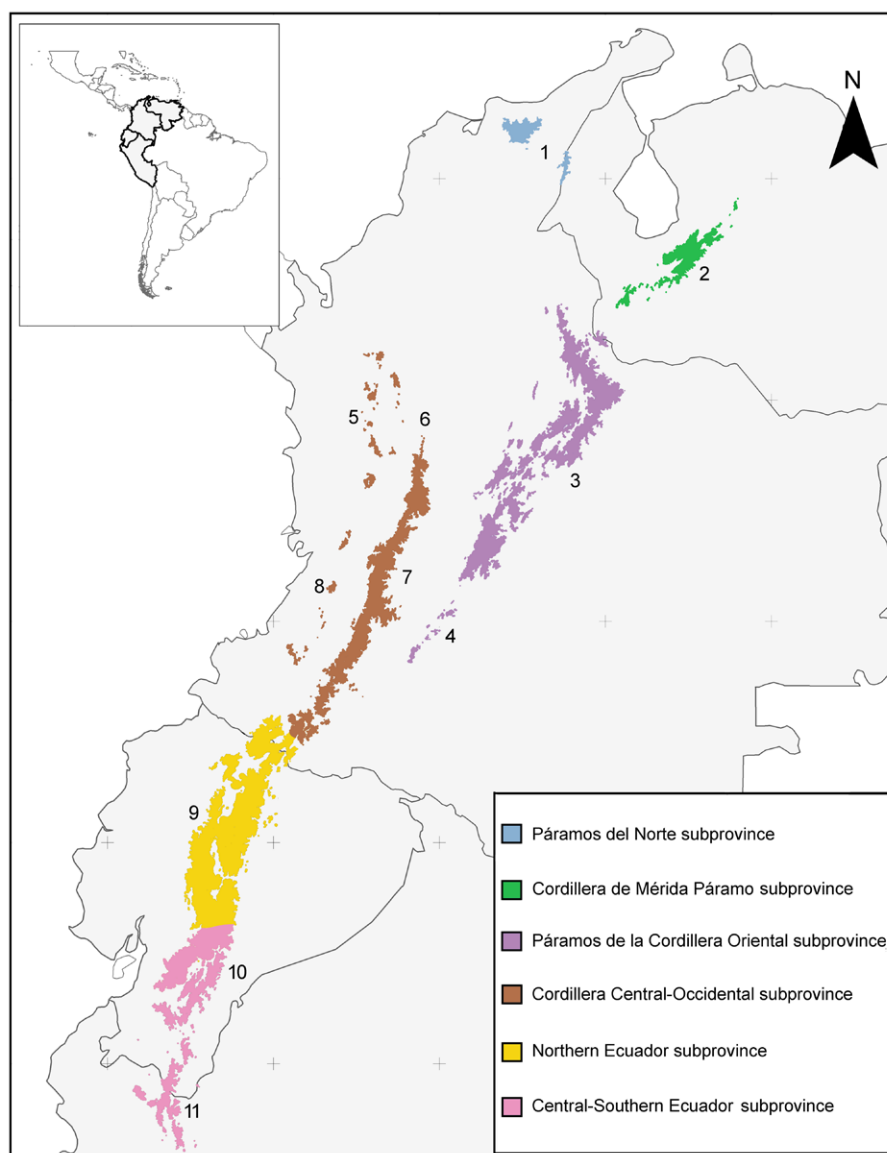 N
1
2
5
6
3
8
7
4
9
10
11
Páramos del Norte subprovince
Cordillera de Mérida Páramo subprovince
Páramos de la Cordillera Oriental subprovince
Cordillera Central-Occidental subprovince
Northern Ecuador subprovince
Central-Southern Ecuador subprovince